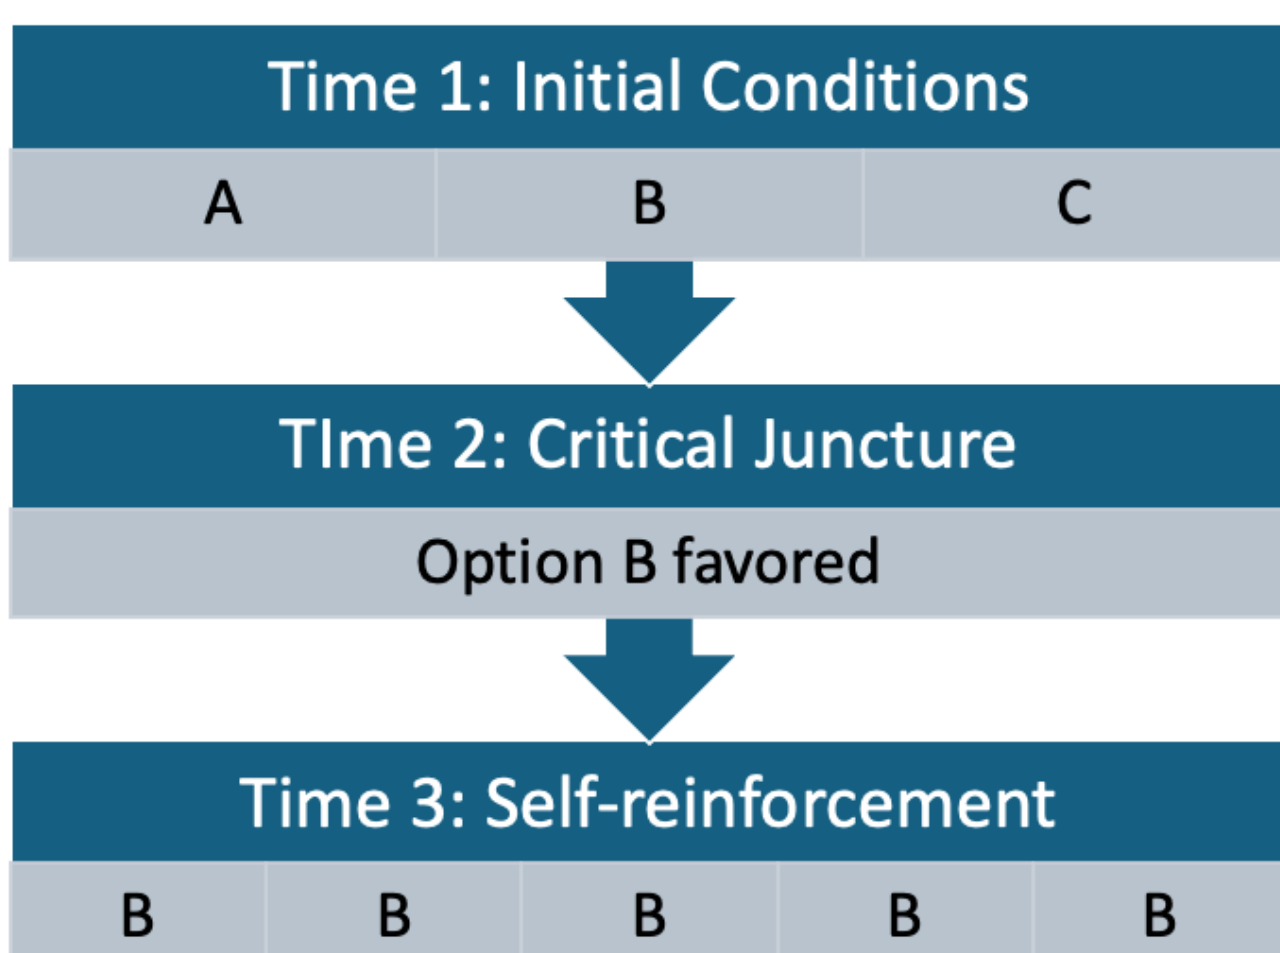 Time 1: Initial Conditions
A B C
TIme 2: Critical Juncture
Option B favored
Time 3: Self-reinforcement
B B B B B